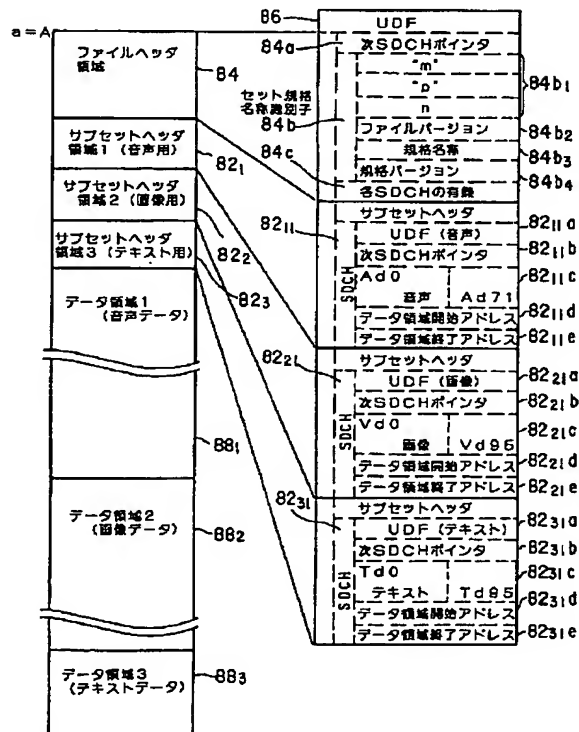 a=A
ファイルヘッダ
領域
84
サブセットヘッダ
領域1(音声用)
82₁
サブセットヘッダ
領域2(画像用)
82₂
サブセットヘッダ
領域3(テキスト用)
82₃
データ領域1
(音声データ)
88₁
データ領域2
(画像データ)
88₂
データ領域3
(テキストデータ)
88₃
86
UDF
84a
次SDCHポインタ
セット規格
名称識別子
84b
"m"
"p"
n
84b₁
ファイルバージョン
84b₂
規格名称
84b₃
規格バージョン
84b₄
84c
各SDCHの有無
サブセットヘッダ
82₁₁
SDCH
UDF(音声)
82₁₁a
次SDCHポインタ
82₁₁b
Ad0
音声
Ad71
82₁₁c
データ領域開始アドレス
82₁₁d
データ領域終了アドレス
82₁₁e
サブセットヘッダ
82₂₁
SDCH
UDF(画像)
82₂₁a
次SDCHポインタ
82₂₁b
Vd0
画像
Vd95
82₂₁c
データ領域開始アドレス
82₂₁d
データ領域終了アドレス
82₂₁e
サブセットヘッダ
82₃₁
SDCH
UDF(テキスト)
82₃₁a
次SDCHポインタ
82₃₁b
Td0
テキスト
Td95
82₃₁c
データ領域開始アドレス
82₃₁d
データ領域終了アドレス
82₃₁e